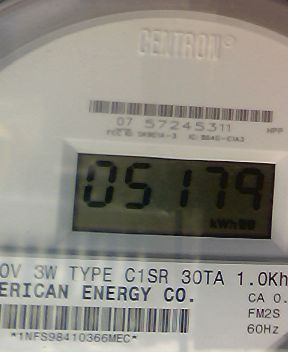 CENTRON®
07 57245311
HPP
05179
kWh
0V 3W TYPE C1SR 30TA 1.0Kh
ERICAN ENERGY CO.
CA 0.
FM2S
60Hz
*1NFS98410366MEC*